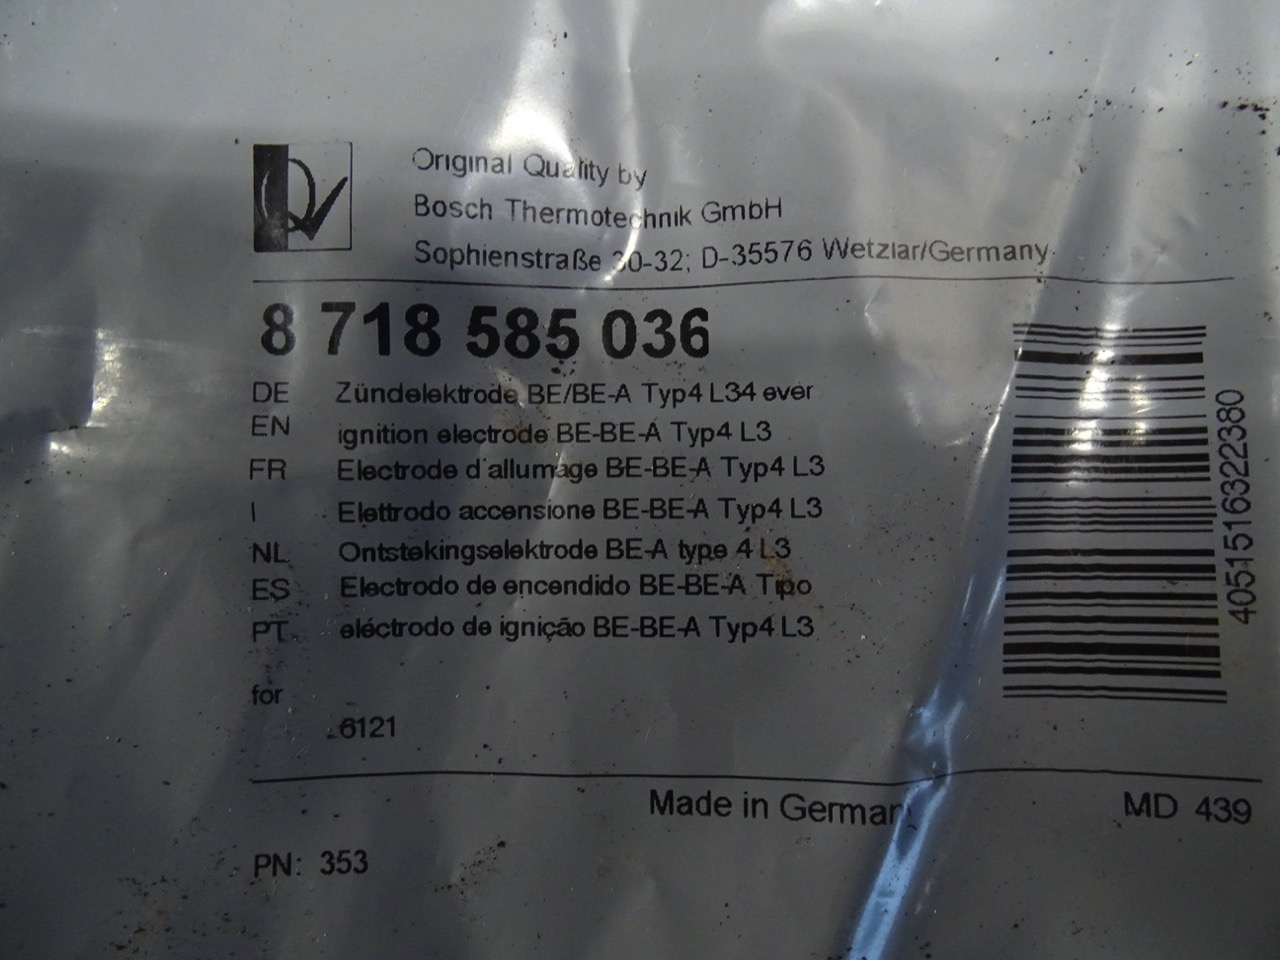 Original Quality by
Bosch Thermotechnik GmbH
Sophienstraße 30-32; D-35576 Wetzlar/Germany
8 718 585 036
DE Zündelektrode BE/BE-A Typ4 L34 ever
EN ignition electrode BE-BE-A Typ4 L3
FR Electrode d'allumage BE-BE-A Typ4 L3
I Elettrodo accensione BE-BE-A Typ4 L3
NL Ontstekingselektrode BE-A type 4 L3
ES Electrodo de encendido BE-BE-A Tipo
PT eléctrodo de ignição BE-BE-A Typ4 L3
for
6121
4051516322380
Made in Germany
MD 439
PN: 353